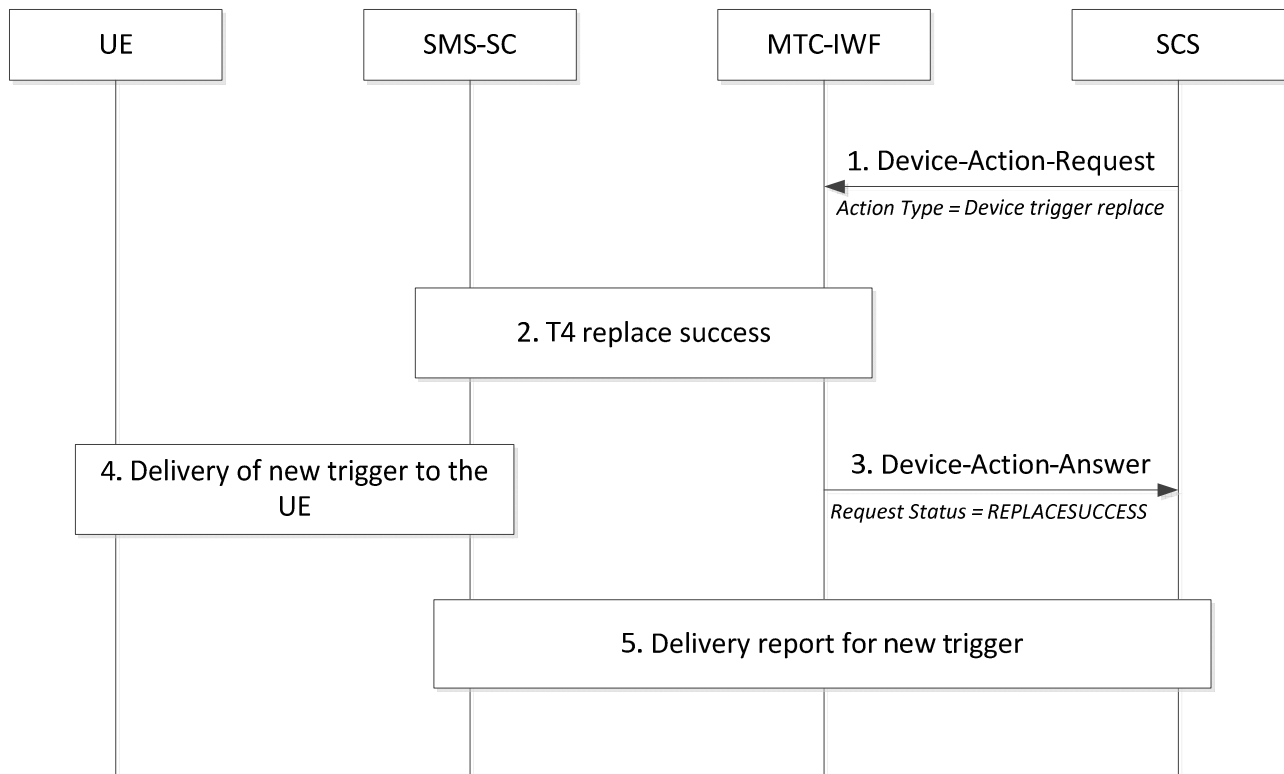 UE
SMS-SC
MTC-IWF
SCS
1. Device-Action-Request
Action Type = Device trigger replace
2. T4 replace success
4. Delivery of new trigger to the
UE
3. Device-Action-Answer
Request Status = REPLACESUCCESS
5. Delivery report for new trigger